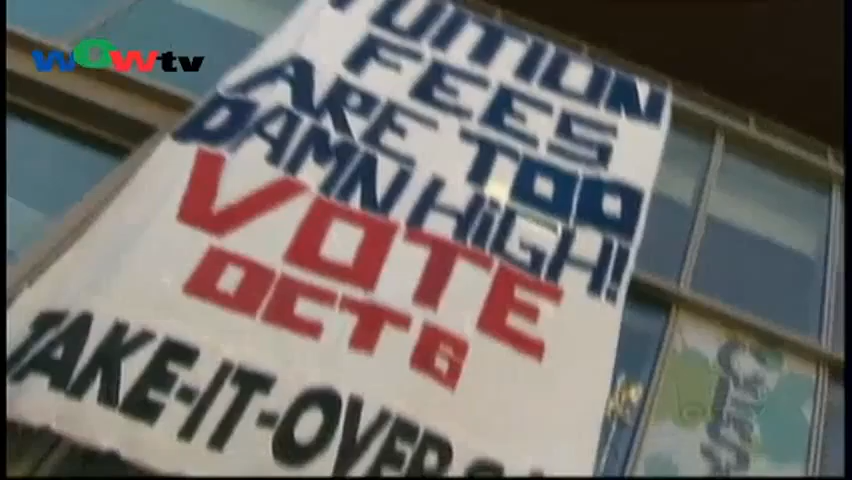 wowtv
TUITION
FEES
ARE TOO
DAMN HIGH!
VOTE
OCT 6
TAKE-IT-OVER